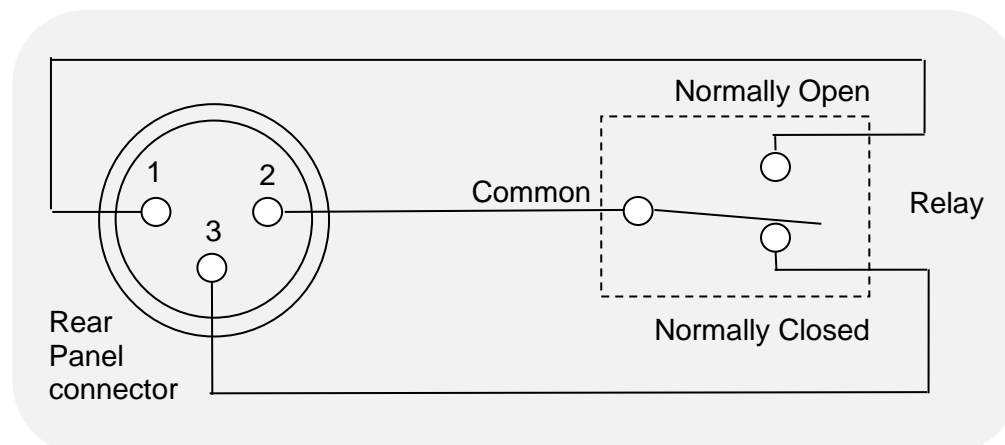 Normally Open
1
2
Common
3
Relay
Rear
Panel
connector
Normally Closed